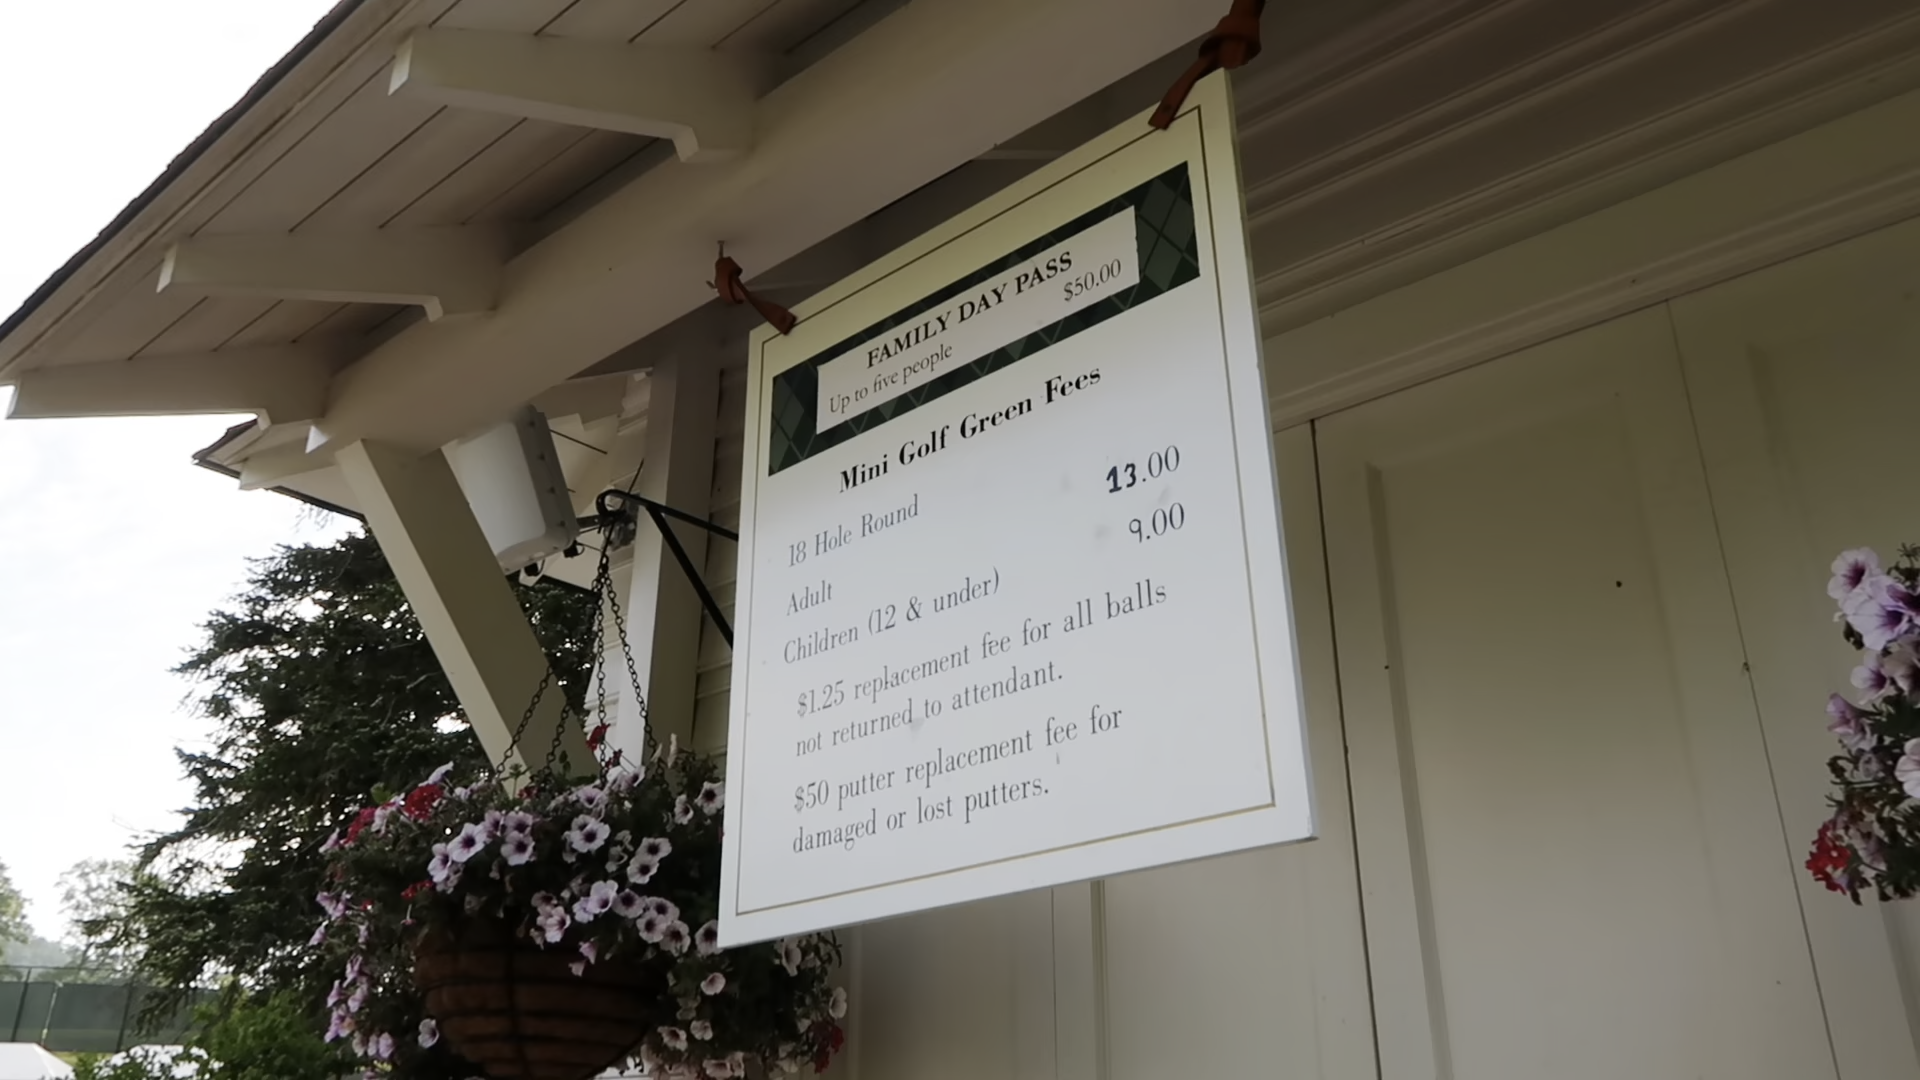 FAMILY DAY PASS
Up to five people $50.00
Mini Golf Green Fees
18 Hole Round
Adult 13.00
Children (12 & under) 9.00
$1.25 replacement fee for all balls
not returned to attendant.
$50 putter replacement fee for
damaged or lost putters.